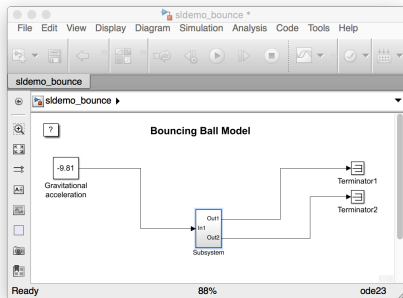 sldemo_bounce *
File Edit View Display Diagram Simulation Analysis Code Tools Help
sldemo_bounce
sldemo_bounce
?
Bouncing Ball Model
-9.81
Gravitational
acceleration
In1
Out1
Out2
Subsystem
Terminator1
Terminator2
Ready 88% ode23